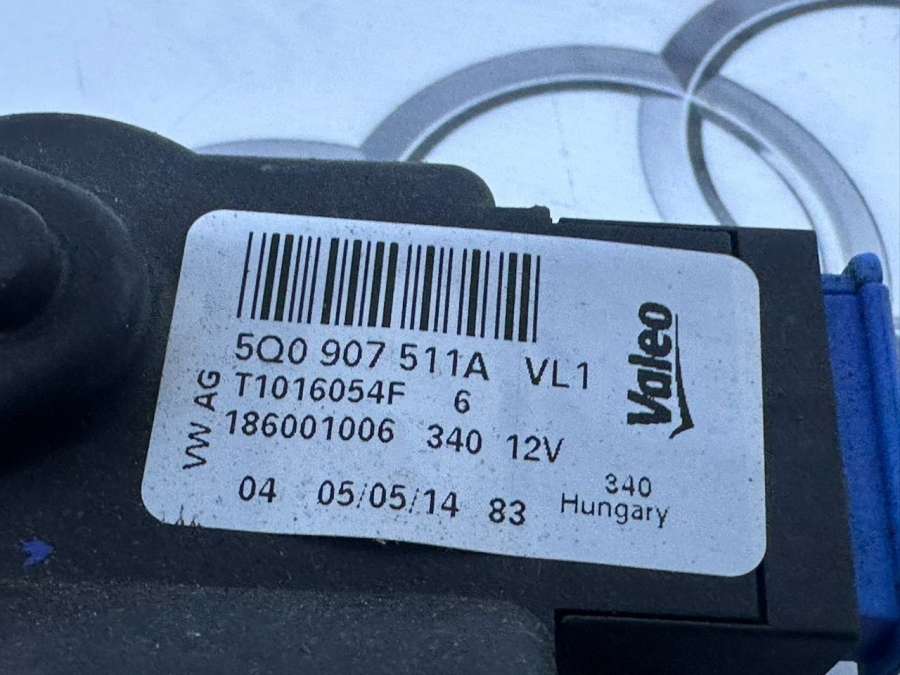 5Q0 907 511A VL1
T1016054F 6
186001006 340 12V
04 05/05/14 83
VW AG
Valeo
340
Hungary